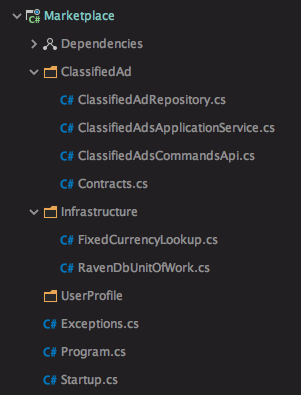 Marketplace
Dependencies
ClassifiedAd
C# ClassifiedAdRepository.cs
C# ClassifiedAdsApplicationService.cs
C# ClassifiedAdsCommandsApi.cs
C# Contracts.cs
Infrastructure
C# FixedCurrencyLookup.cs
C# RavenDbUnitOfWork.cs
UserProfile
C# Exceptions.cs
C# Program.cs
C# Startup.cs